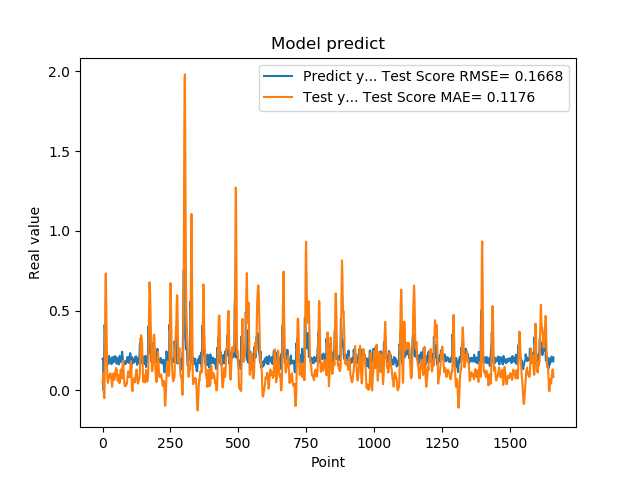 Model predict
Predict y... Test Score RMSE= 0.1668
Test y... Test Score MAE= 0.1176
Real value
2.0
1.5
1.0
0.5
0.0
0 250 500 750 1000 1250 1500
Point